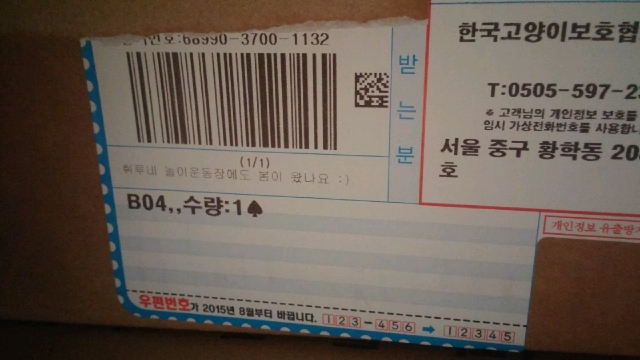 68990-3700-1132
한국고양이보호협
받
는
분
T:0505-597-2
※ 고객님의 개인정보 보호를
임시 가상전화번호를 사용합니
서울 중구 황학동 20
호
(1/1)
놀이운동장에도 봄이 왔나요 :)
B04,,수량:1♠
개인정보 유출방지
우편번호가 2015년 8월부터 바뀝니다. 123-456 → 12345